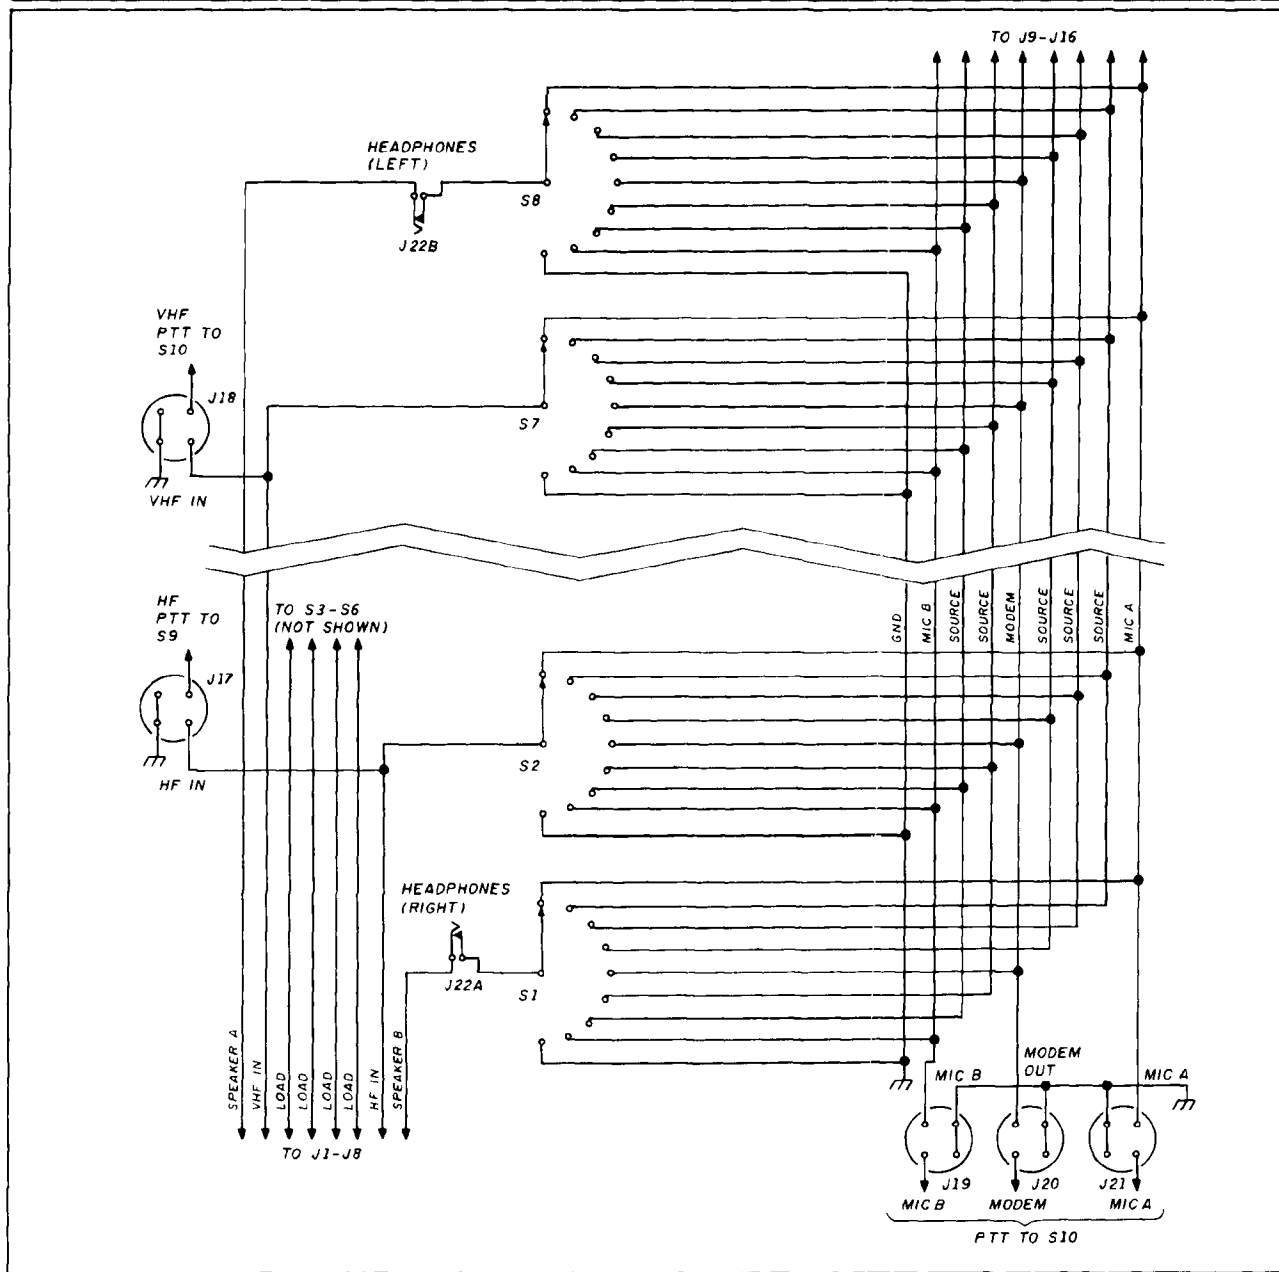 TO J9-J16
HEADPHONES
(LEFT)
S8
J22B
VHF
PTT TO
S10
J18
S7
VHF IN
HF
PTT TO
S9
TO S3-S6
(NOT SHOWN)
GND
MIC B
SOURCE
SOURCE
MODEM
SOURCE
SOURCE
SOURCE
MIC A
J17
S2
HF IN
HEADPHONES
(RIGHT)
J22A
S1
SPEAKER A
VHF IN
LOAD
LOAD
LOAD
LOAD
HF IN
SPEAKER B
TO J1-J8
MIC B
MODEM
OUT
MIC A
J19
J20
J21
MIC B
MODEM
MIC A
PTT TO S10